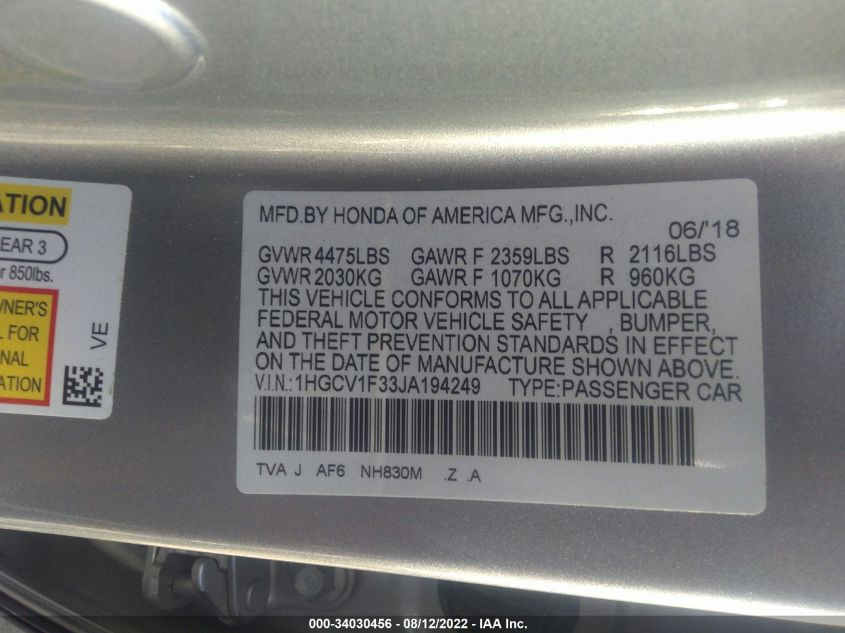 ATION
EAR 3
r 850lbs.
WNER'S
L FOR
NAL
N
VE
MFD.BY HONDA OF AMERICA MFG.,INC.
06/'18
GVWR 4475LBS GAWR F 2359LBS R 2116LBS
GVWR 2030KG GAWR F 1070KG R 960KG
THIS VEHICLE CONFORMS TO ALL APPLICABLE
FEDERAL MOTOR VEHICLE SAFETY , BUMPER,
AND THEFT PREVENTION STANDARDS IN EFFECT
ON THE DATE OF MANUFACTURE SHOWN ABOVE.
V.I.N.:1HGCV1F33JA194249 TYPE:PASSENGER CAR
TVA J AF6 NH830M .Z .A
000-34030456 - 08/12/2022 - IAA Inc.